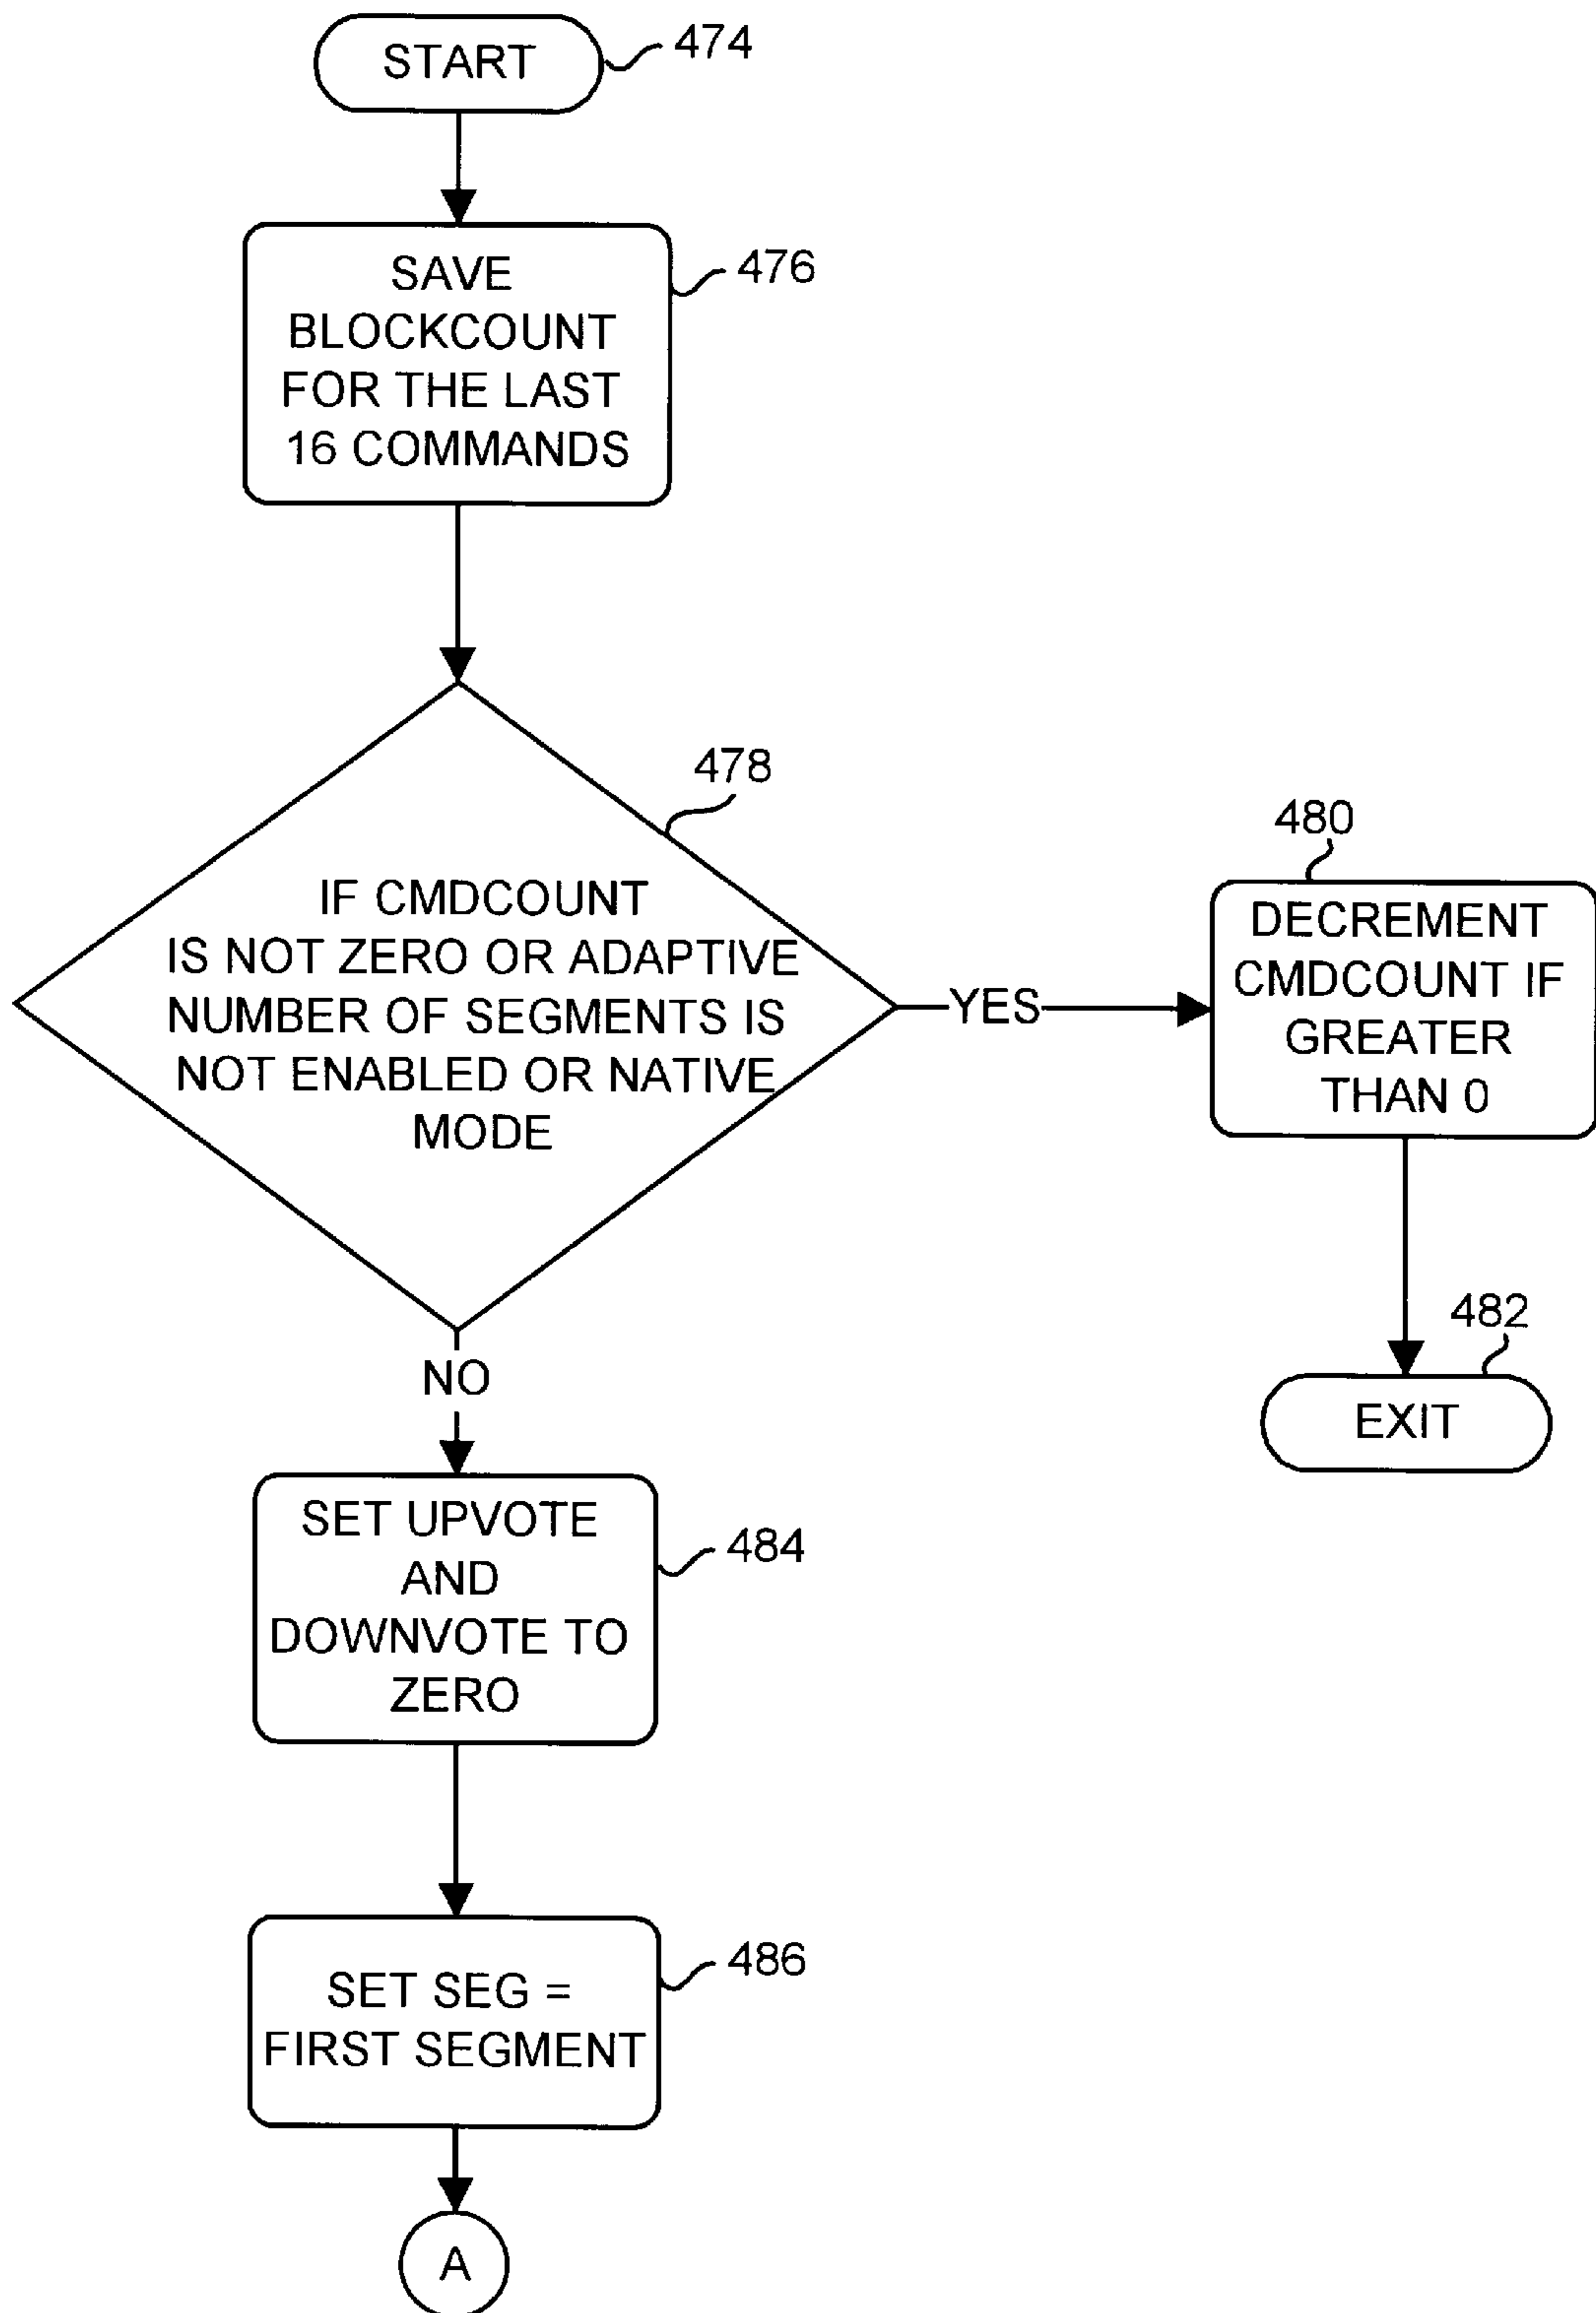 START
474
SAVE
BLOCKCOUNT
FOR THE LAST
16 COMMANDS
476
478
IF CMDCOUNT
IS NOT ZERO OR ADAPTIVE
NUMBER OF SEGMENTS IS
NOT ENABLED OR NATIVE
MODE
YES
480
DECREMENT
CMDCOUNT IF
GREATER
THAN 0
482
EXIT
NO
SET UPVOTE
AND
DOWNVOTE TO
ZERO
484
SET SEG =
FIRST SEGMENT
486
A